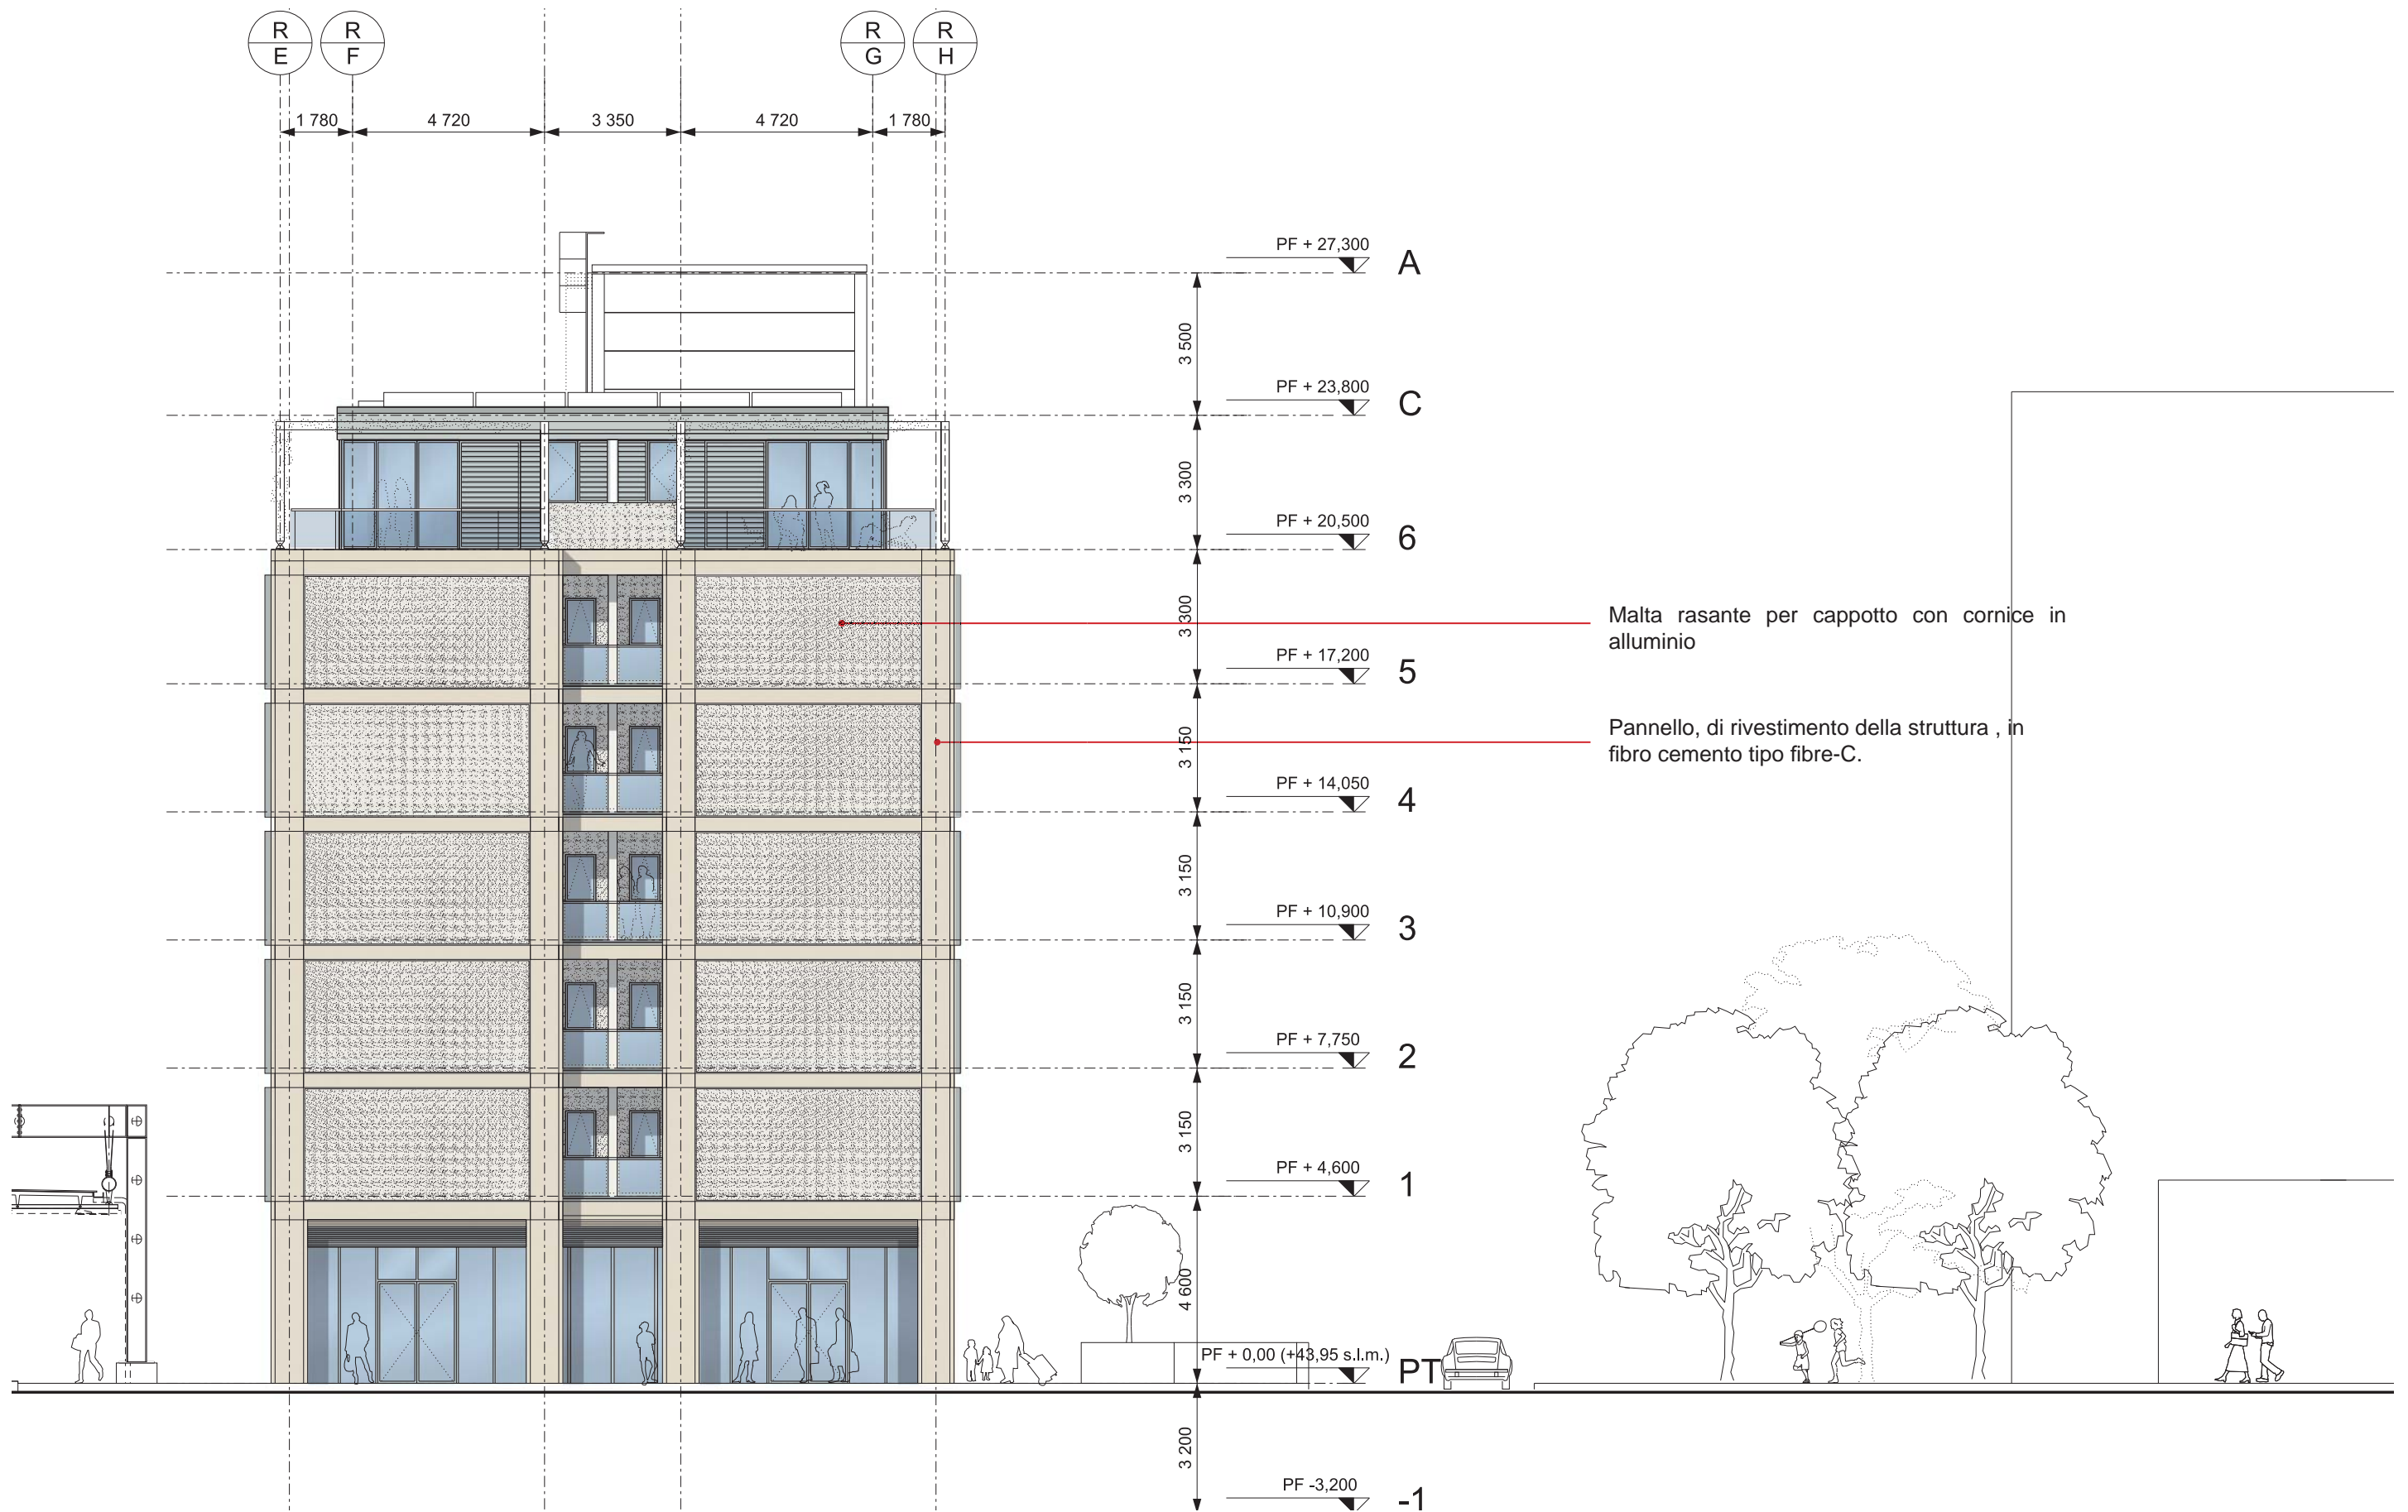 R R R R
E F G H
1 780 4 720 3 350 4 720 1 780
PF + 27,300 A
3 500
PF + 23,800 C
3 300
PF + 20,500 6
3 300
Malta rasante per cappotto con cornice in
alluminio
PF + 17,200 5
3 150
Pannello, di rivestimento della struttura , in
fibro cemento tipo fibre-C.
PF + 14,050 4
3 150
PF + 10,900 3
3 150
PF + 7,750 2
3 150
PF + 4,600 1
4 600
PF + 0,00 (+43,95 s.l.m.) PT
3 200
PF -3,200 -1